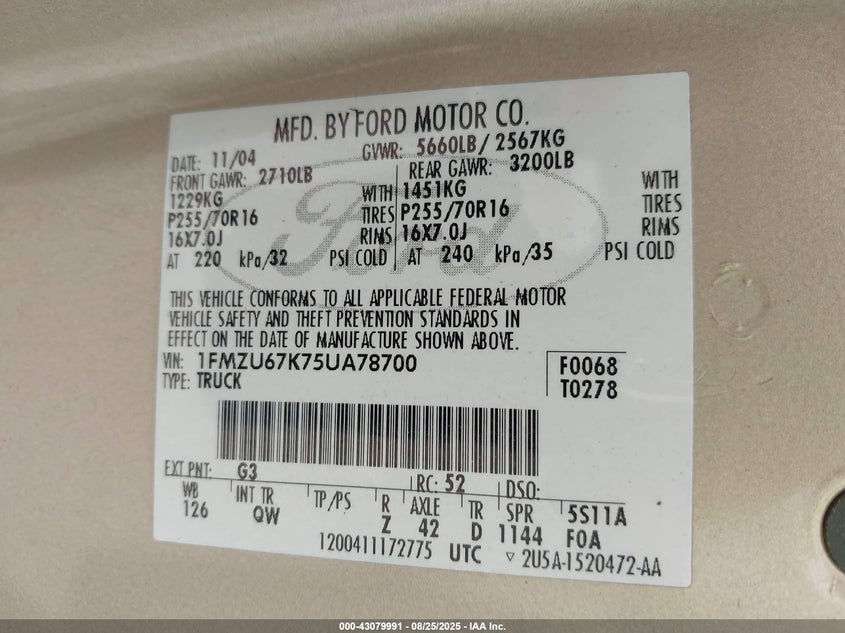 MFD. BY FORD MOTOR CO.
DATE: 11/04 GVWR: 5660LB/ 2567KG
FRONT GAWR: 2710LB REAR GAWR: 3200LB
1229KG WITH 1451KG WITH
P255/70R16 TIRES P255/70R16 TIRES
16X7.0J RIMS 16X7.0J RIMS
AT 220 kPa/32 PSI COLD AT 240 kPa/35 PSI COLD
Ford
THIS VEHICLE CONFORMS TO ALL APPLICABLE FEDERAL MOTOR
VEHICLE SAFETY AND THEFT PREVENTION STANDARDS IN
EFFECT ON THE DATE OF MANUFACTURE SHOWN ABOVE.
VIN: 1FMZU67K75UA78700 F0068
TYPE: TRUCK T0278
EXT PNT: G3 RC: 52 DSO:
WB INT TR TP/PS R AXLE TR SPR 5S11A
126 QW Z 42 D 1144 F0A
1200411172775 UTC ▽ 2U5A-1520472-AA
000-43079991 - 08/25/2025 - IAA Inc.